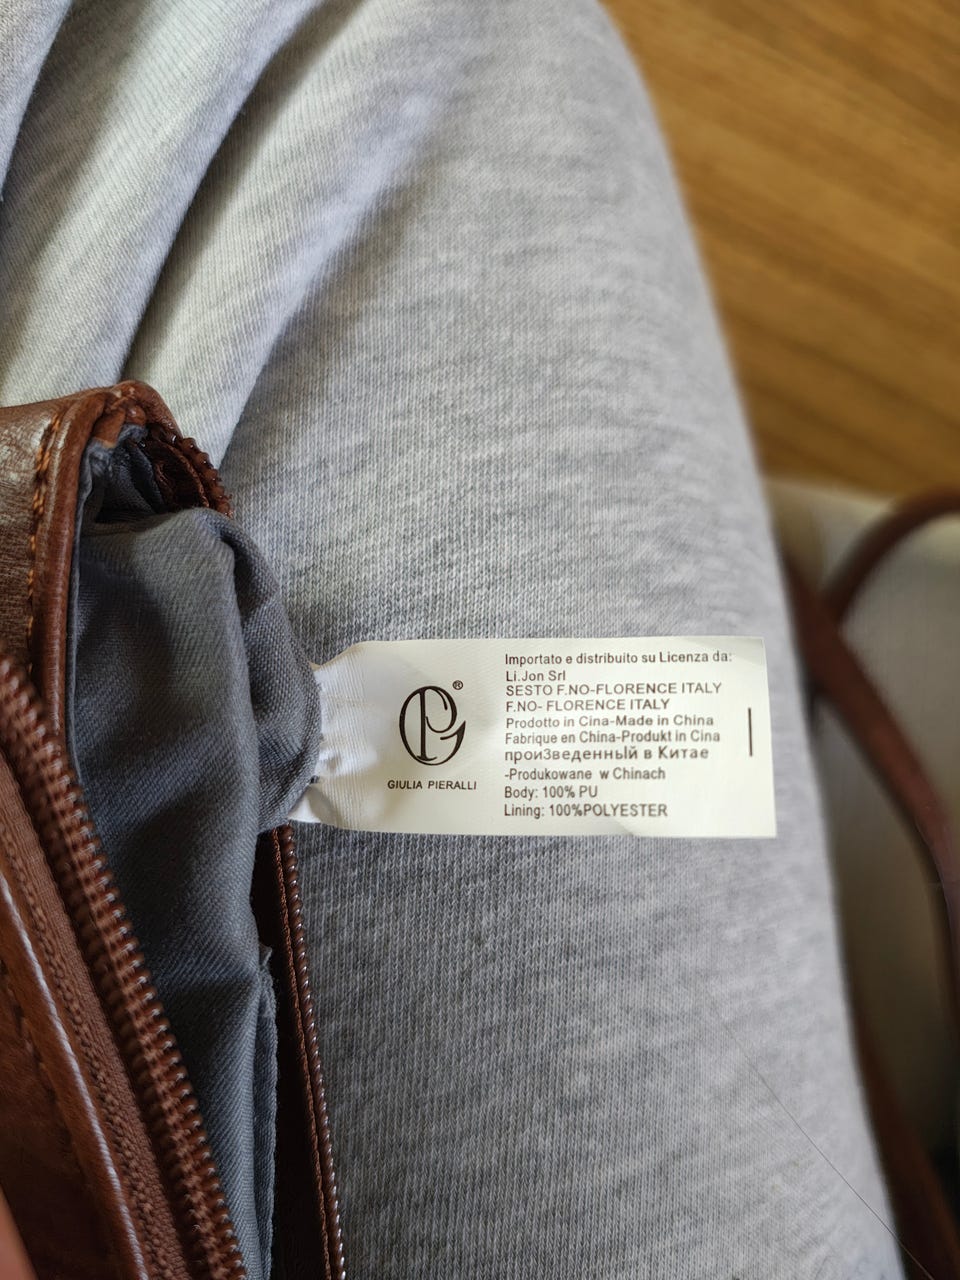 ®
GIULIA PIERALLI
Importato e distribuito su Licenza da:
Li.Jon Srl
SESTO F.NO-FLORENCE ITALY
F.NO- FLORENCE ITALY
Prodotto in Cina-Made in China
Fabrique en China-Produkt in Cina
проиЗведенный в Китае
-Produkowane w Chinach
Body: 100% PU
Lining: 100%POLYESTER